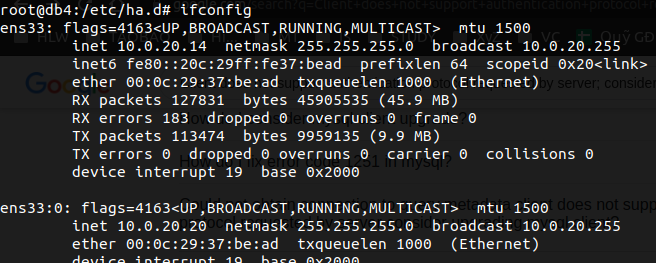 root@db4:/etc/ha.d# ifconfig
ens33: flags=4163<UP,BROADCAST,RUNNING,MULTICAST>  mtu 1500
        inet 10.0.20.14  netmask 255.255.255.0  broadcast 10.0.20.255
        inet6 fe80::20c:29ff:fe37:bead  prefixlen 64  scopeid 0x20<link>
        ether 00:0c:29:37:be:ad  txqueuelen 1000  (Ethernet)
        RX packets 127831  bytes 45905535 (45.9 MB)
        RX errors 183  dropped 0  overruns 0  frame 0
        TX packets 113474  bytes 9959135 (9.9 MB)
        TX errors 0  dropped 0 overruns 0  carrier 0  collisions 0
        device interrupt 19  base 0x2000

ens33:0: flags=4163<UP,BROADCAST,RUNNING,MULTICAST>  mtu 1500
        inet 10.0.20.20  netmask 255.255.255.0  broadcast 10.0.20.255
        ether 00:0c:29:37:be:ad  txqueuelen 1000  (Ethernet)
        device interrupt 19  base 0x2000